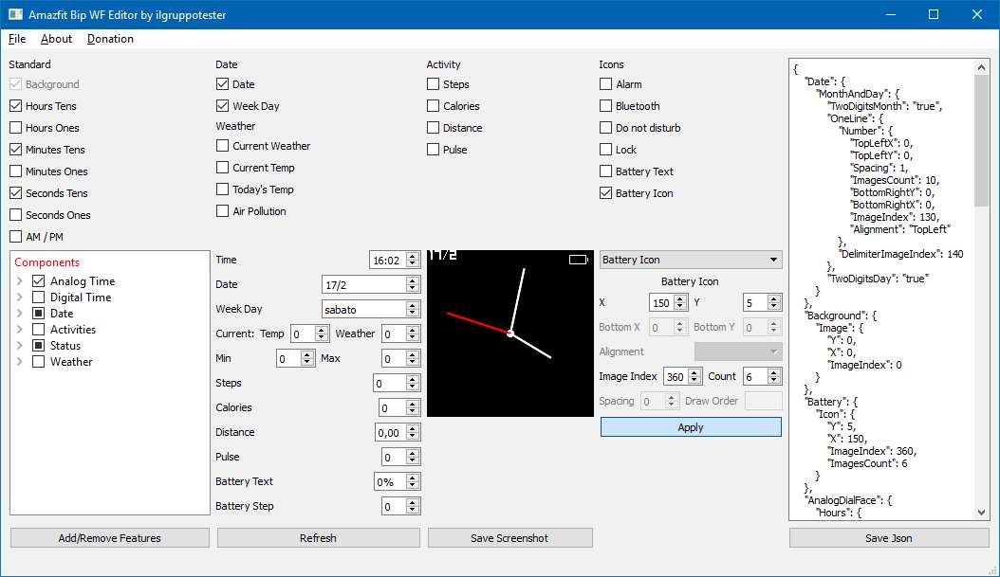 Amazfit Bip WF Editor by ilgruppotester
File About Donation
Standard
Background
Hours Tens
Hours Ones
Minutes Tens
Minutes Ones
Seconds Tens
Seconds Ones
AM / PM
Date
Date
Week Day
Weather
Current Weather
Current Temp
Today's Temp
Air Pollution
Activity
Steps
Calories
Distance
Pulse
Icons
Alarm
Bluetooth
Do not disturb
Lock
Battery Text
Battery Icon
Components
Analog Time
Digital Time
Date
Activities
Status
Weather
Add/Remove Features
Time 16:02
Date 17/2
Week Day sabato
Current: Temp 0 Weather 0
Min 0 Max 0
Steps 0
Calories 0
Distance 0,00
Pulse 0
Battery Text 0%
Battery Step 0
Refresh
17/2
Save Screenshot
Battery Icon
Battery Icon
X 150 Y 5
Bottom X 0 Bottom Y 0
Alignment
Image Index 360 Count 6
Spacing 0 Draw Order
Apply
{
"Date": {
"MonthAndDay": {
"TwoDigitsMonth": "true",
"OneLine": {
"Number": {
"TopLeftX": 0,
"TopLeftY": 0,
"Spacing": 1,
"ImagesCount": 10,
"BottomRightY": 0,
"BottomRightX": 0,
"ImageIndex": 130,
"Alignment": "TopLeft"
},
"DelimiterImageIndex": 140
},
"TwoDigitsDay": "true"
}
},
"Background": {
"Image": {
"Y": 0,
"X": 0,
"ImageIndex": 0
}
},
"Battery": {
"Icon": {
"Y": 5,
"X": 150,
"ImageIndex": 360,
"ImagesCount": 6
}
},
"AnalogDialFace": {
"Hours": {
Save Json